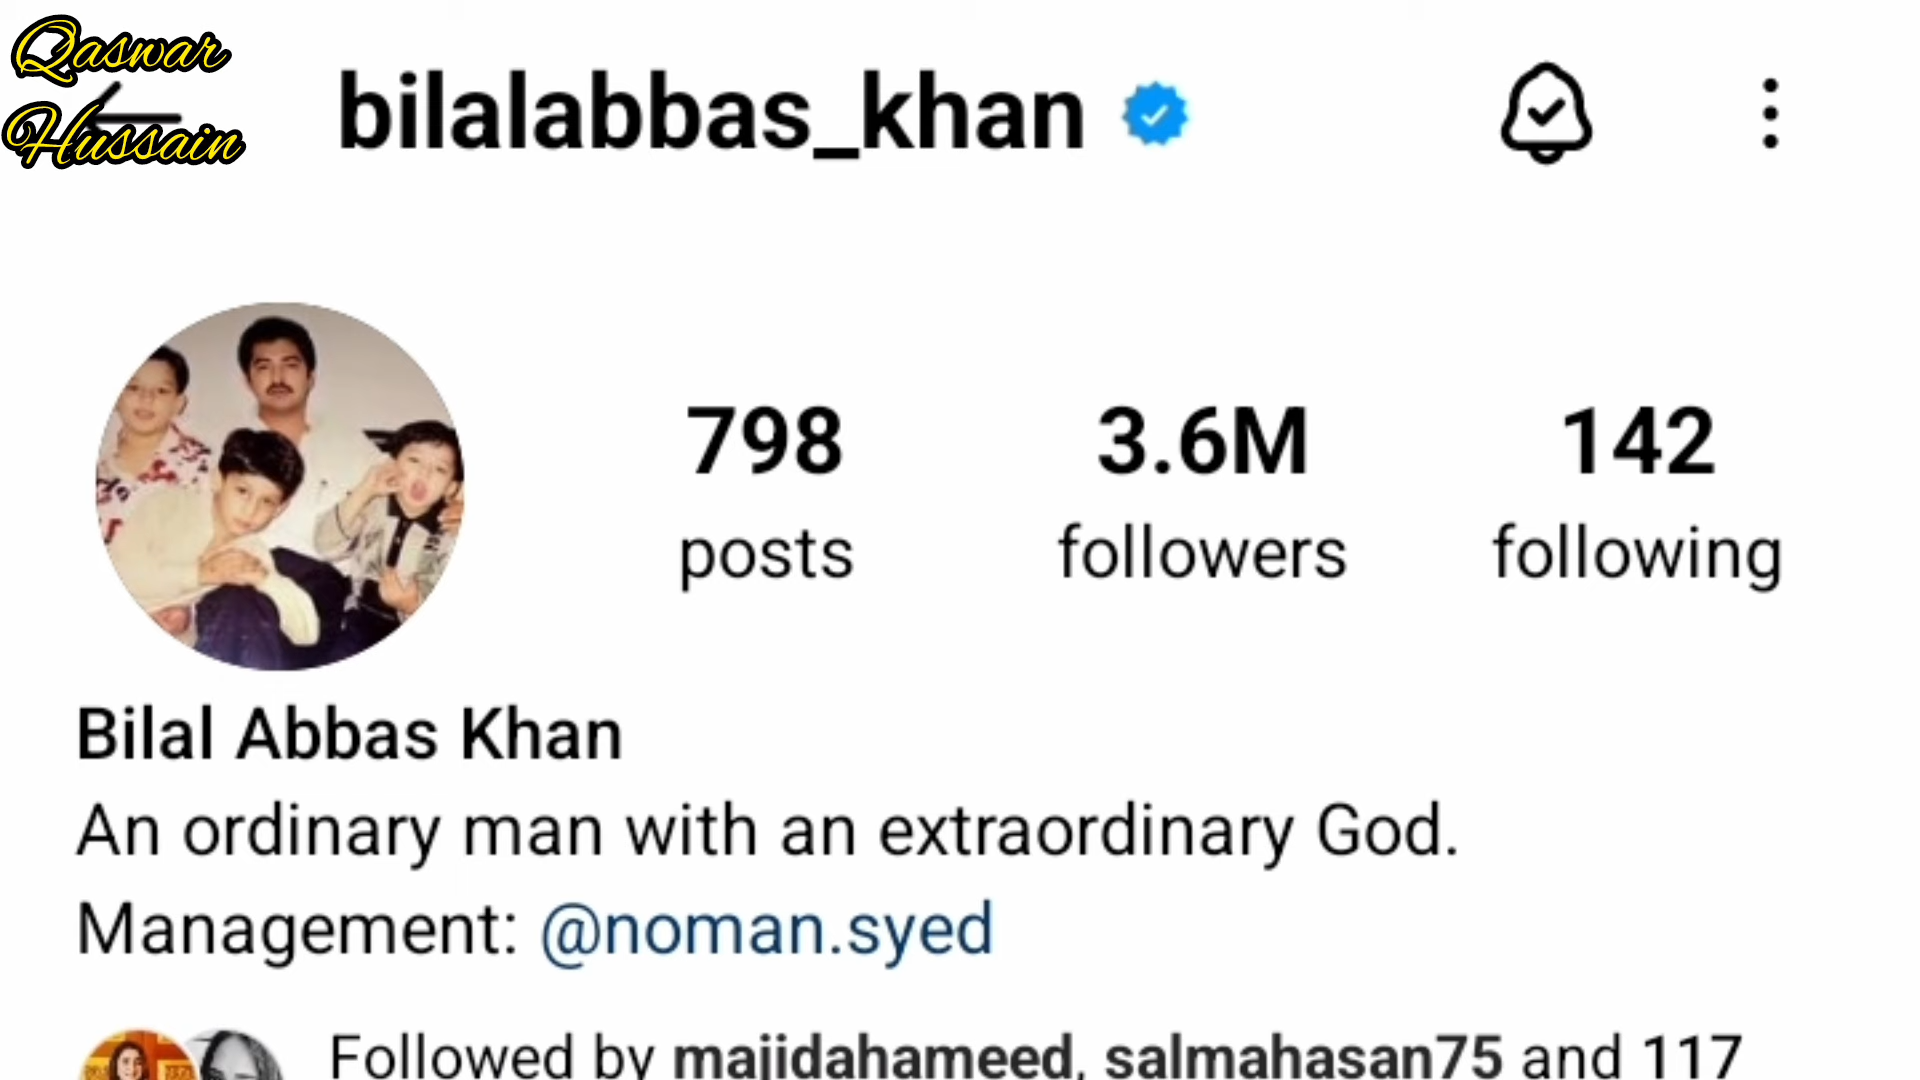 Qaswar
Hussain
bilalabbas_khan
798
3.6M
142
posts
followers
following
Bilal Abbas Khan
An ordinary man with an extraordinary God.
Management: @noman.syed
Followed by majidahameed, salmahasan75 and 117